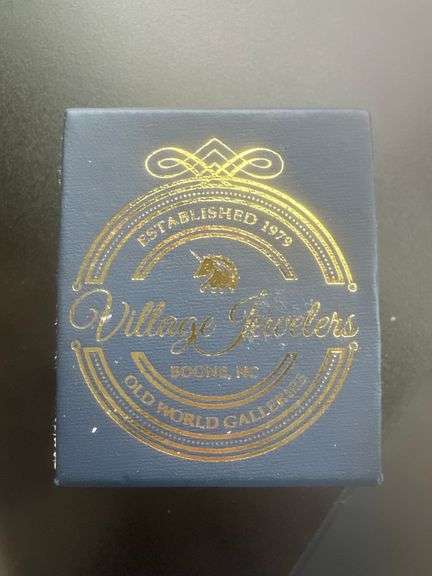 ESTABLISHED 1979
Village Jewelers
BOONE, NC
OLD WORLD GALLERIES